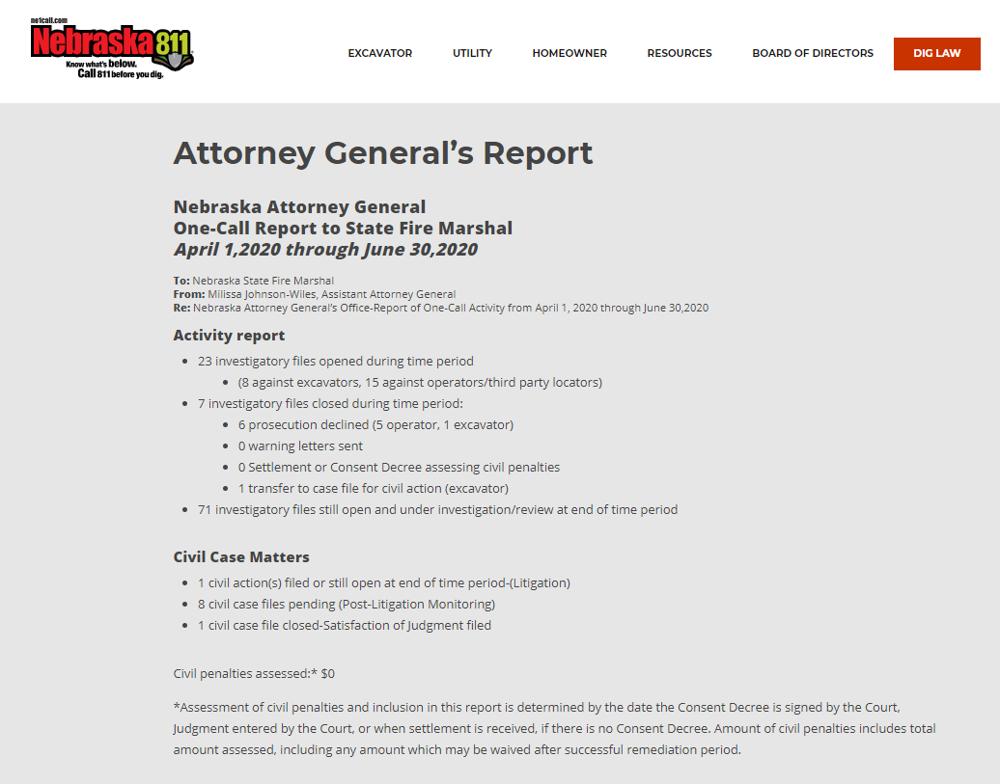 ne1call.com
Nebraska811
Know what's below.
Call 811 before you dig.
EXCAVATOR
UTILITY
HOMEOWNER
RESOURCES
BOARD OF DIRECTORS
DIG LAW
Attorney General’s Report
Nebraska Attorney General
One-Call Report to State Fire Marshal
April 1,2020 through June 30,2020
To: Nebraska State Fire Marshal
From: Milissa Johnson-Wiles, Assistant Attorney General
Re: Nebraska Attorney General’s Office-Report of One-Call Activity from April 1, 2020 through June 30,2020
Activity report
• 23 investigatory files opened during time period
• (8 against excavators, 15 against operators/third party locators)
• 7 investigatory files closed during time period:
• 6 prosecution declined (5 operator, 1 excavator)
• 0 warning letters sent
• 0 Settlement or Consent Decree assessing civil penalties
• 1 transfer to case file for civil action (excavator)
• 71 investigatory files still open and under investigation/review at end of time period
Civil Case Matters
• 1 civil action(s) filed or still open at end of time period-(Litigation)
• 8 civil case files pending (Post-Litigation Monitoring)
• 1 civil case file closed-Satisfaction of Judgment filed
Civil penalties assessed:* $0
*Assessment of civil penalties and inclusion in this report is determined by the date the Consent Decree is signed by the Court,
Judgment entered by the Court, or when settlement is received, if there is no Consent Decree. Amount of civil penalties includes total
amount assessed, including any amount which may be waived after successful remediation period.